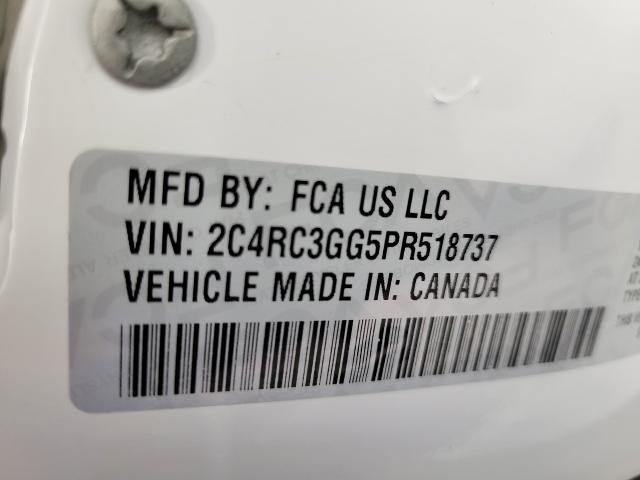 MFD BY: FCA US LLC
VIN: 2C4RC3GG5PR518737
VEHICLE MADE IN: CANADA